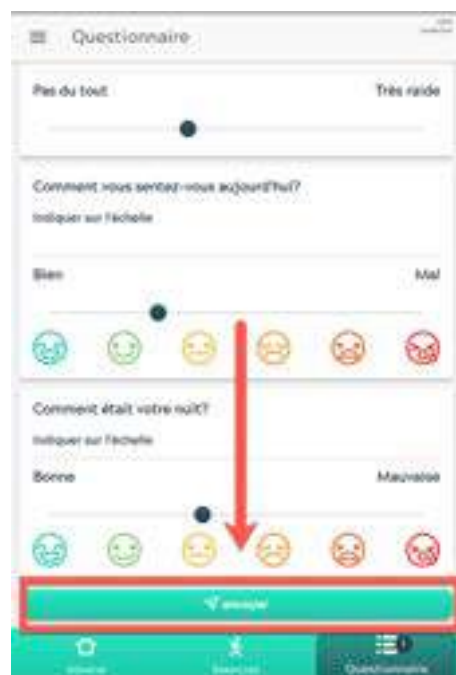 Questionnaire
Pas du tout Très raide
Comment vous sentez-vous aujourd'hui?
Indiquer sur l'échelle
Bien Mal
Comment était votre nuit?
Indiquer sur l'échelle
Bonne Mauvaise
envoyer
Exercices Questionnaire